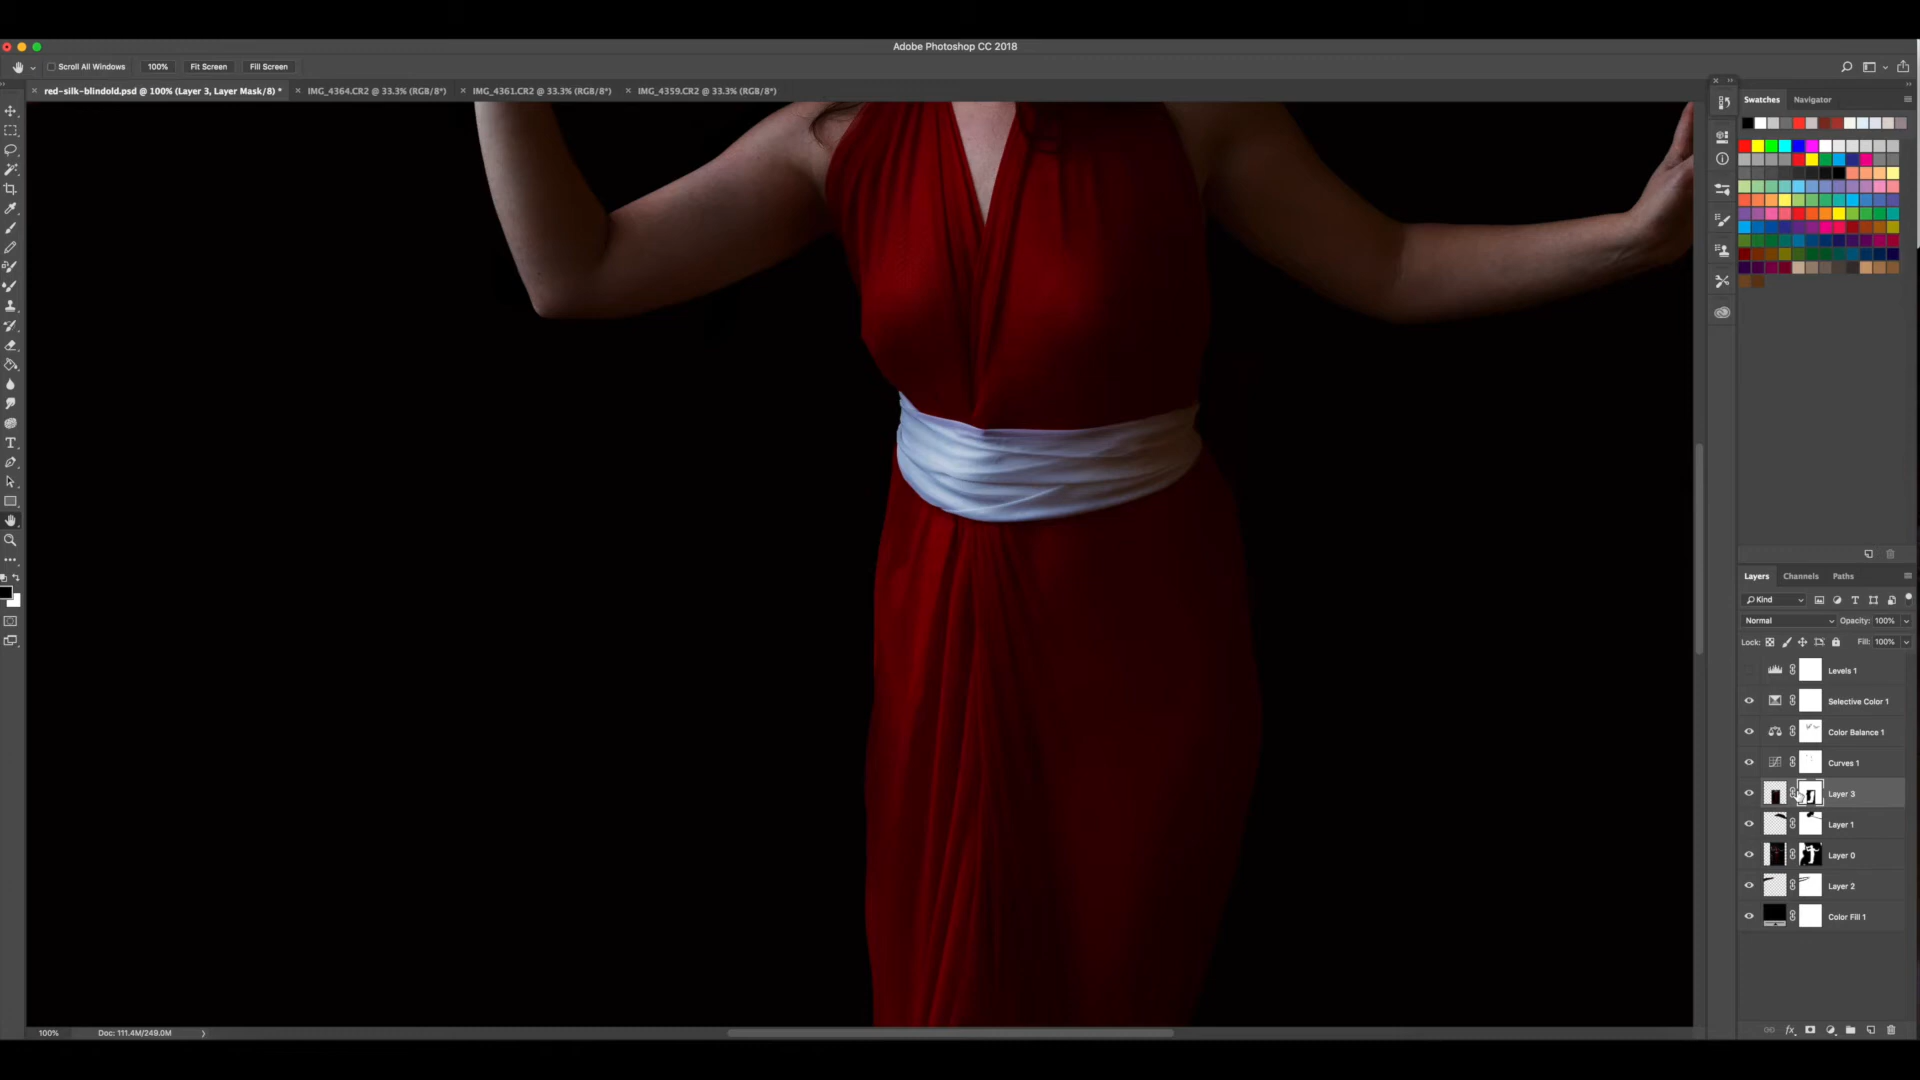 Adobe Photoshop CC 2018
Scroll All Windows 100% Fit Screen Fill Screen
red-silk-blindold.psd @ 100% (Layer 3, Layer Mask/8) * IMG_4364.CR2 @ 33.3% (RGB/8*) IMG_4361.CR2 @ 33.3% (RGB/8*) IMG_4359.CR2 @ 33.3% (RGB/8*)
Swatches Navigator
Layers Channels Paths
Kind
Normal Opacity: 100%
Lock: Fill: 100%
Levels 1
Selective Color 1
Color Balance 1
Curves 1
Layer 3
Layer 1
Layer 0
Layer 2
Color Fill 1
100% Doc: 111.4M/249.0M